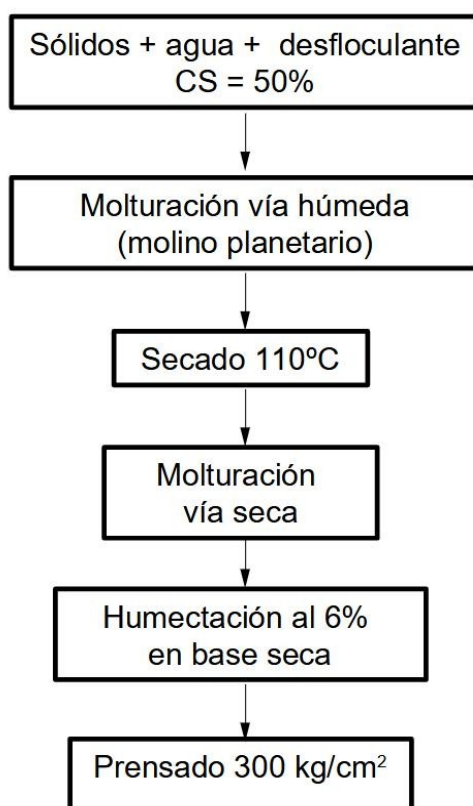 Sólidos + agua + desfloculante
CS = 50%
Molturación vía húmeda
(molino planetario)
Secado 110ºC
Molturación
vía seca
Humectación al 6%
en base seca
Prensado 300 kg/cm²